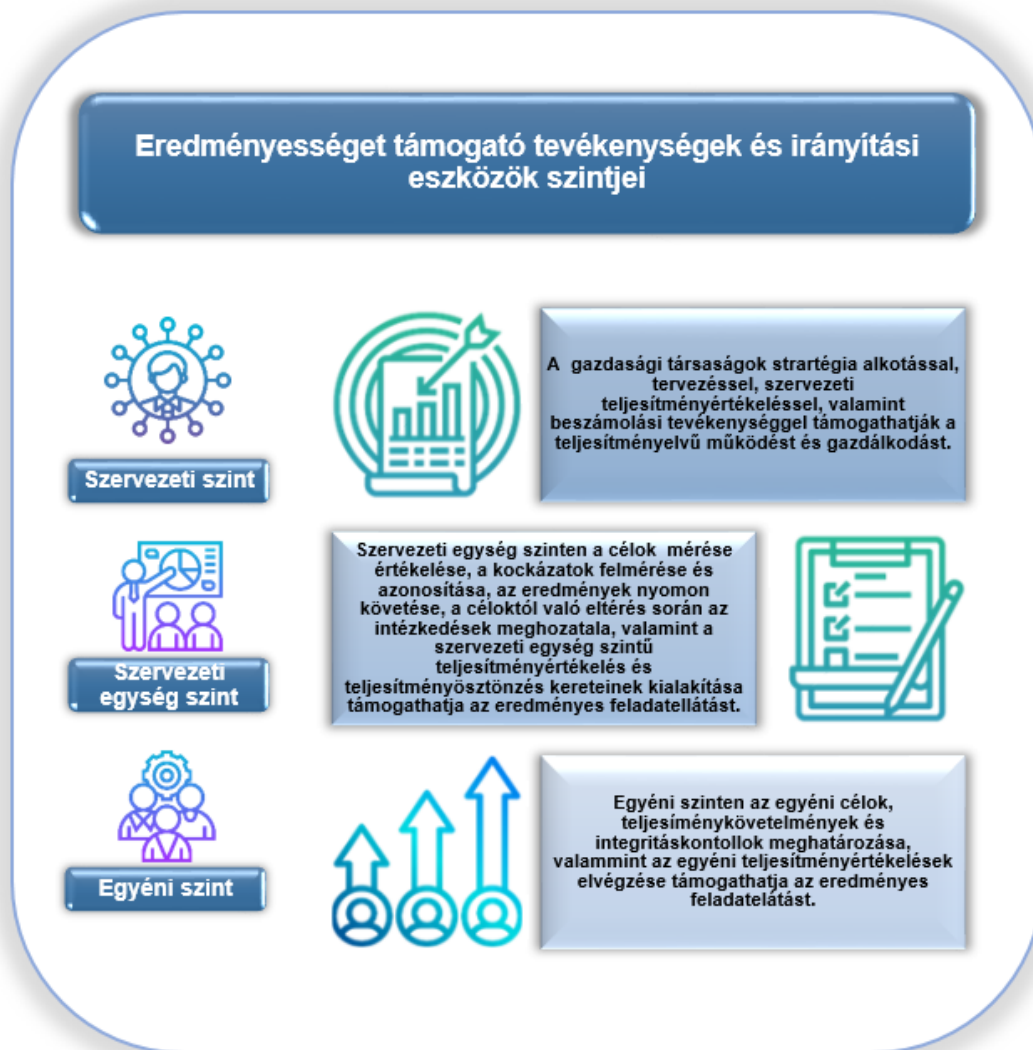 Eredményességet támogató tevékenységek és irányítási
eszközök szintjei
Szervezeti szint
A gazdasági társaságok strartégia alkotással,
tervezéssel, szervezeti
teljesítményértékeléssel, valamint
beszámolási tevékenységgel támogathatják a
teljesítményelvű működést és gazdálkodást.
Szervezeti
egység szint
Szervezeti egység szinten a célok mérése
értékelése, a kockázatok felmérése és
azonosítása, az eredmények nyomon
követése, a céloktól való eltérés során az
intézkedések meghozatala, valamint a
szervezeti egység szintű
teljesítményértékelés és
teljesítményösztönzés kereteinek kialakítása
támogathatja az eredményes feladatellátást.
Egyéni szint
Egyéni szinten az egyéni célok,
teljesíménykövetelmények és
integritáskontollok meghatározása,
valammint az egyéni teljesítményértékelések
elvégzése támogathatja az eredményes
feladatelátást.